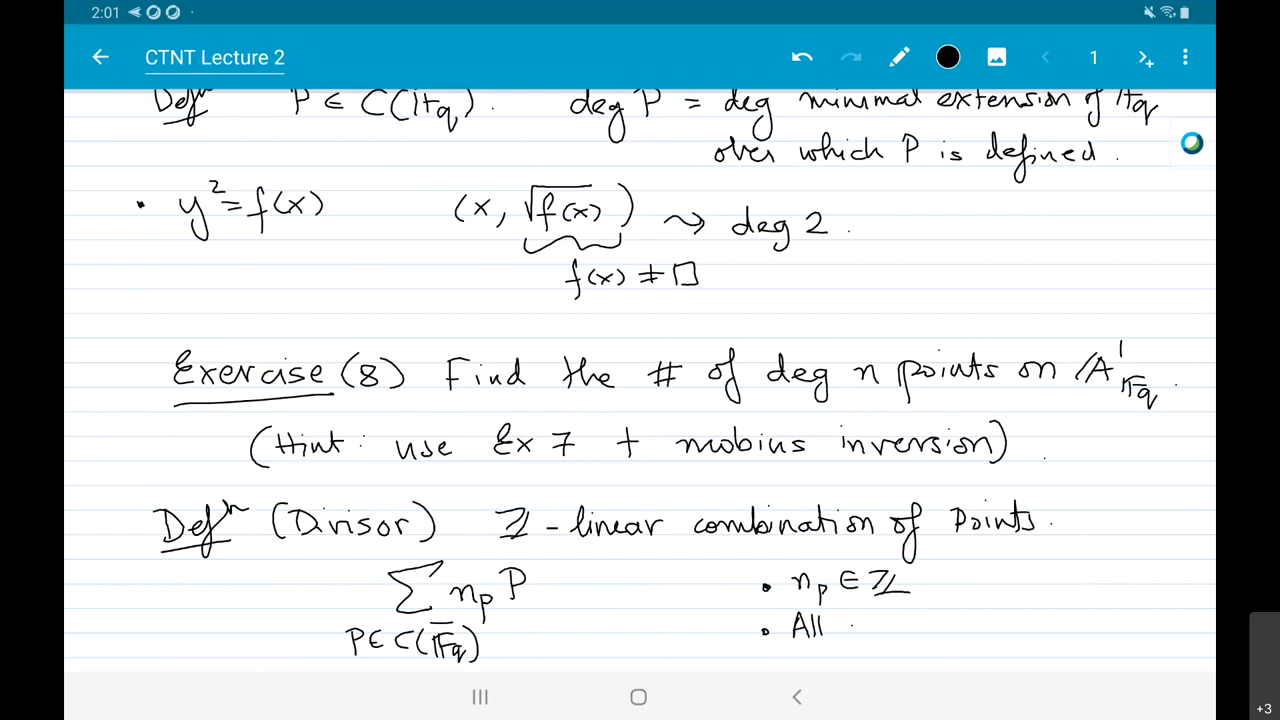 2:01
CTNT Lecture 2
1
Defⁿ P ∈ C(𝔽q). deg P = deg minimal extension of 𝔽q
over which P is defined.
• y² = f(x) (x, √f(x)) ⇝ deg 2.
f(x) ≠ □
Exercise (8) Find the # of deg n points on 𝔸¹𝔽q.
(Hint: use Ex 7 + mobius inversion).
Defⁿ (Divisor) ℤ-linear combination of Points.
∑ nₚ P • nₚ ∈ ℤ
P ∈ C(𝔽̅q) • All
+3